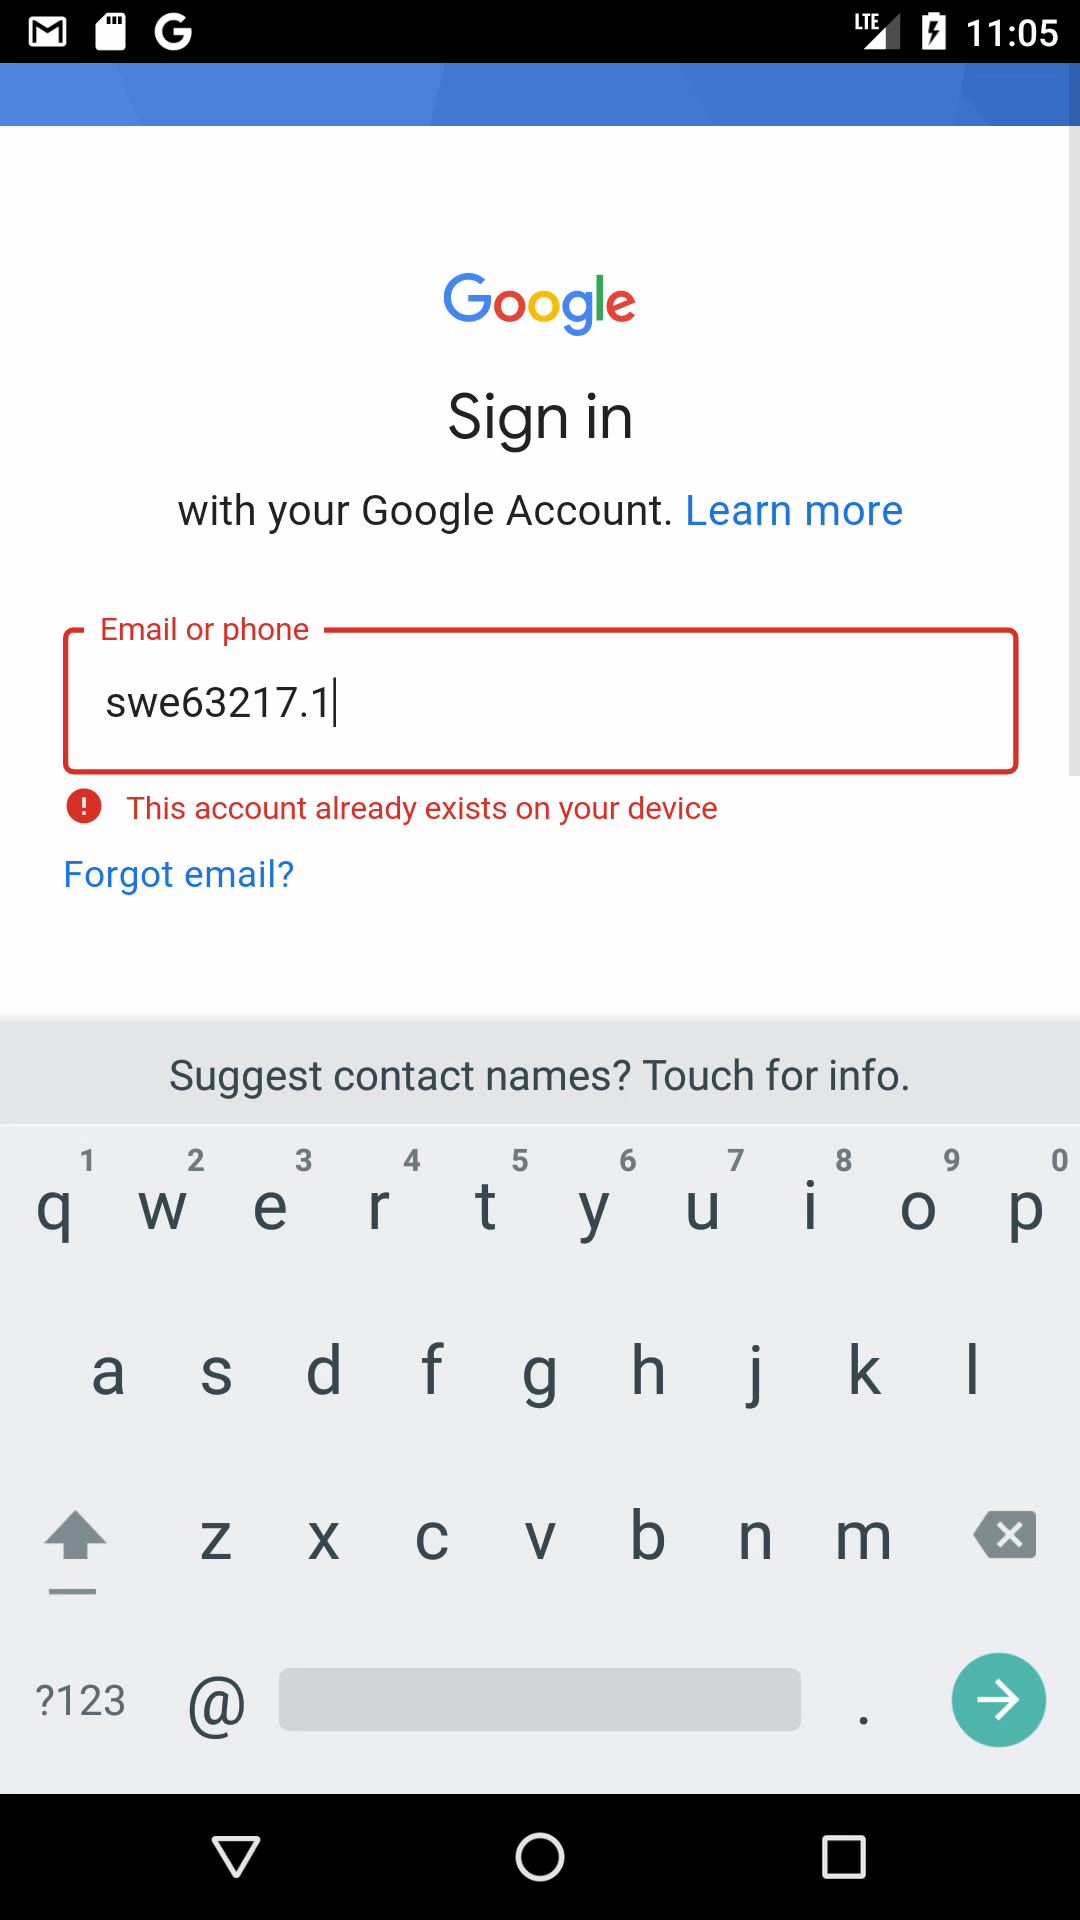 LTE 11:05
Google
Sign in
with your Google Account. Learn more
Email or phone
swe63217.1
This account already exists on your device
Forgot email?
Suggest contact names? Touch for info.
1 2 3 4 5 6 7 8 9 0
q w e r t y u i o p
a s d f g h j k l
z x c v b n m
?123 @ .